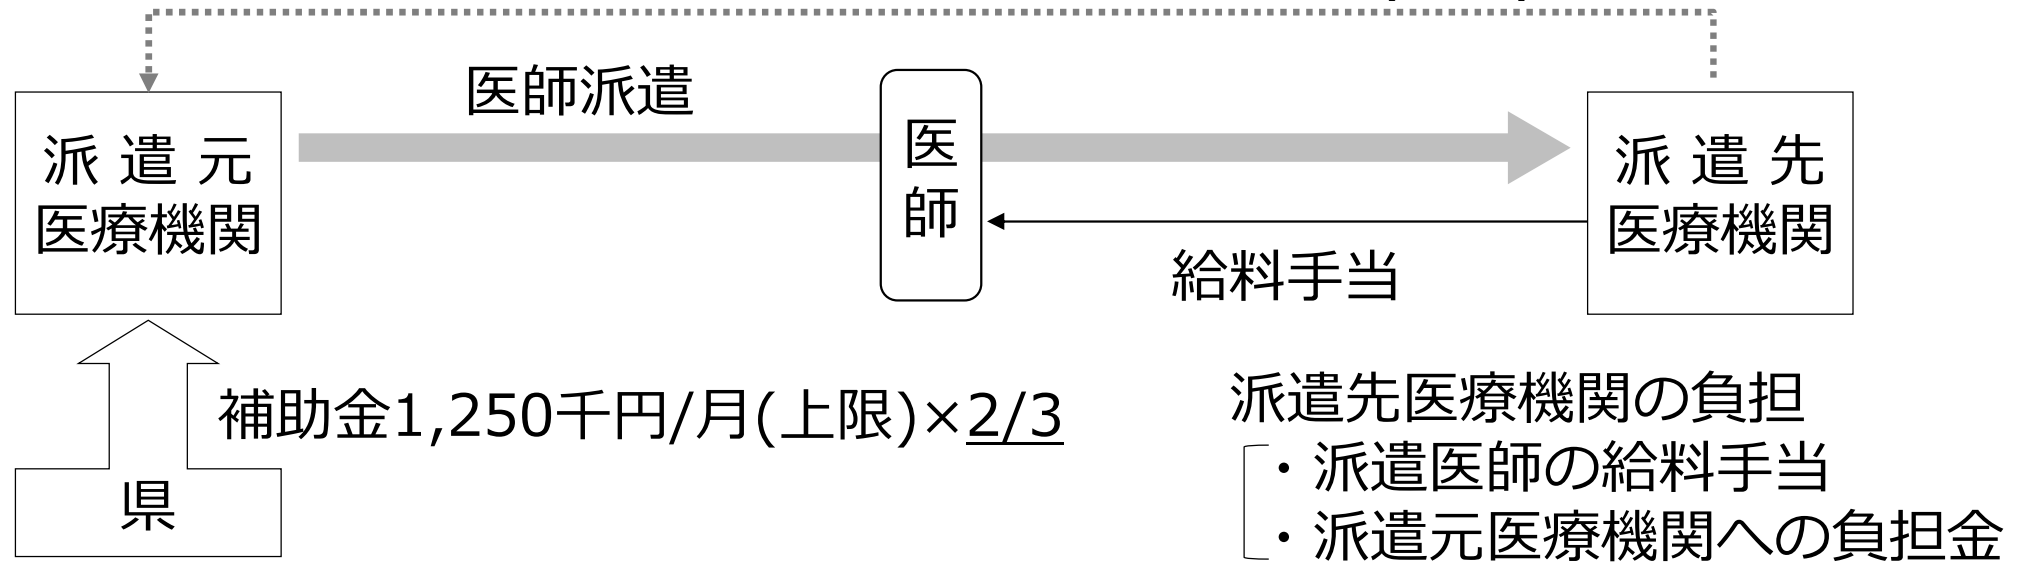 医師派遣
医師
派遣元
医療機関
派遣先
医療機関
給料手当
補助金1,250千円/月(上限)×2/3
県
派遣先医療機関の負担
・派遣医師の給料手当
・派遣元医療機関への負担金